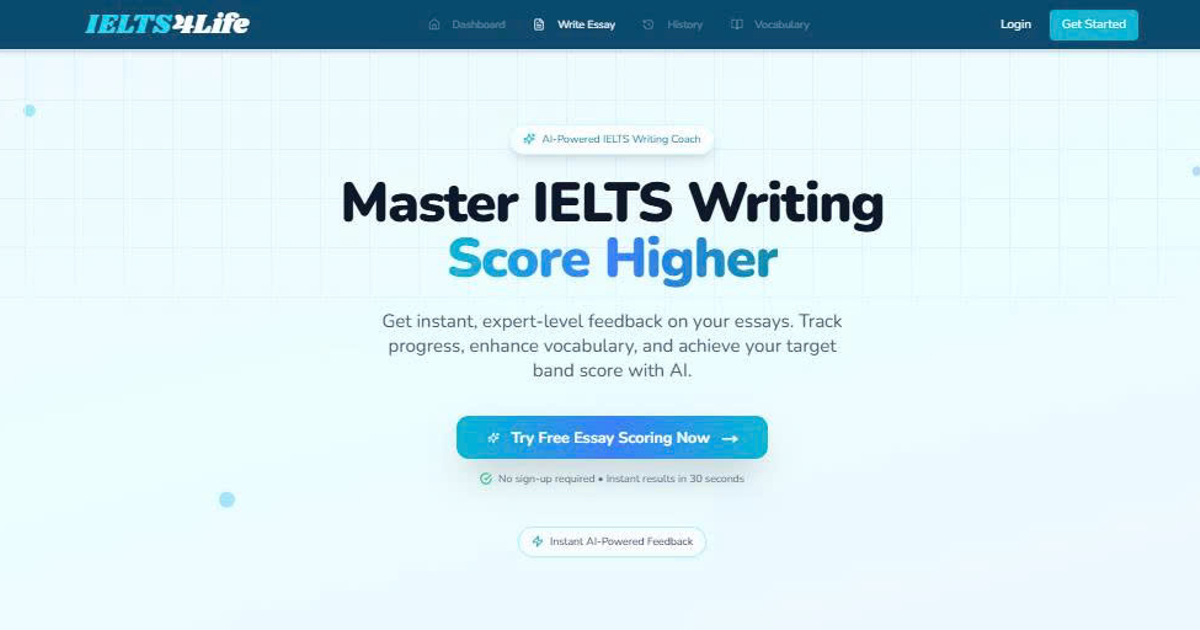 IELTS4Life
Dashboard
Write Essay
History
Vocabulary
Login
Get Started
AI-Powered IELTS Writing Coach
Master IELTS Writing
Score Higher
Get instant, expert-level feedback on your essays. Track
progress, enhance vocabulary, and achieve your target
band score with AI.
Try Free Essay Scoring Now →
No sign-up required • Instant results in 30 seconds
Instant AI-Powered Feedback